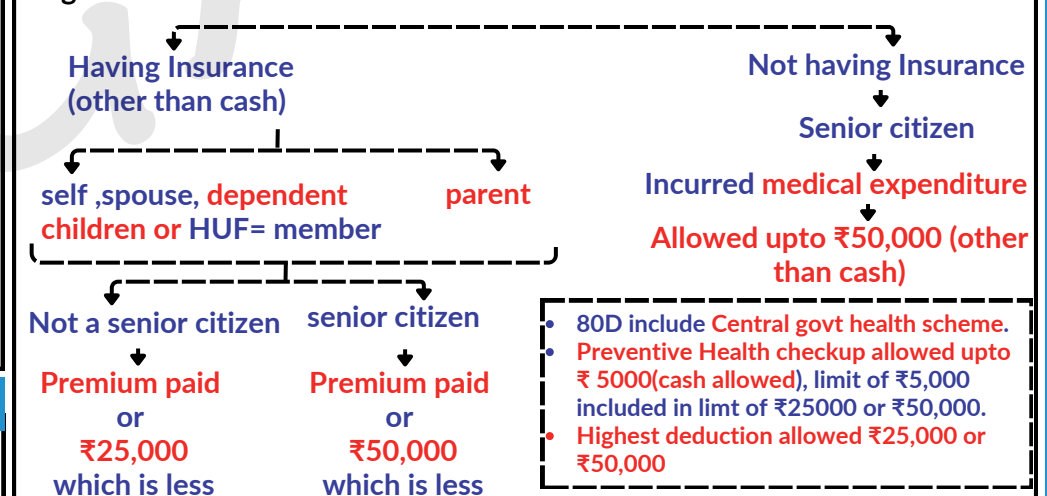 Having Insurance
(other than cash)
self ,spouse, dependent
children or HUF= member
parent
Not a senior citizen
Premium paid
or
₹25,000
which is less
senior citizen
Premium paid
or
₹50,000
which is less
Not having Insurance
Senior citizen
Incurred medical expenditure
Allowed upto ₹50,000 (other
than cash)
• 80D include Central govt health scheme.
• Preventive Health checkup allowed upto
₹ 5000(cash allowed), limit of ₹5,000
included in limt of ₹25000 or ₹50,000.
• Highest deduction allowed ₹25,000 or
₹50,000